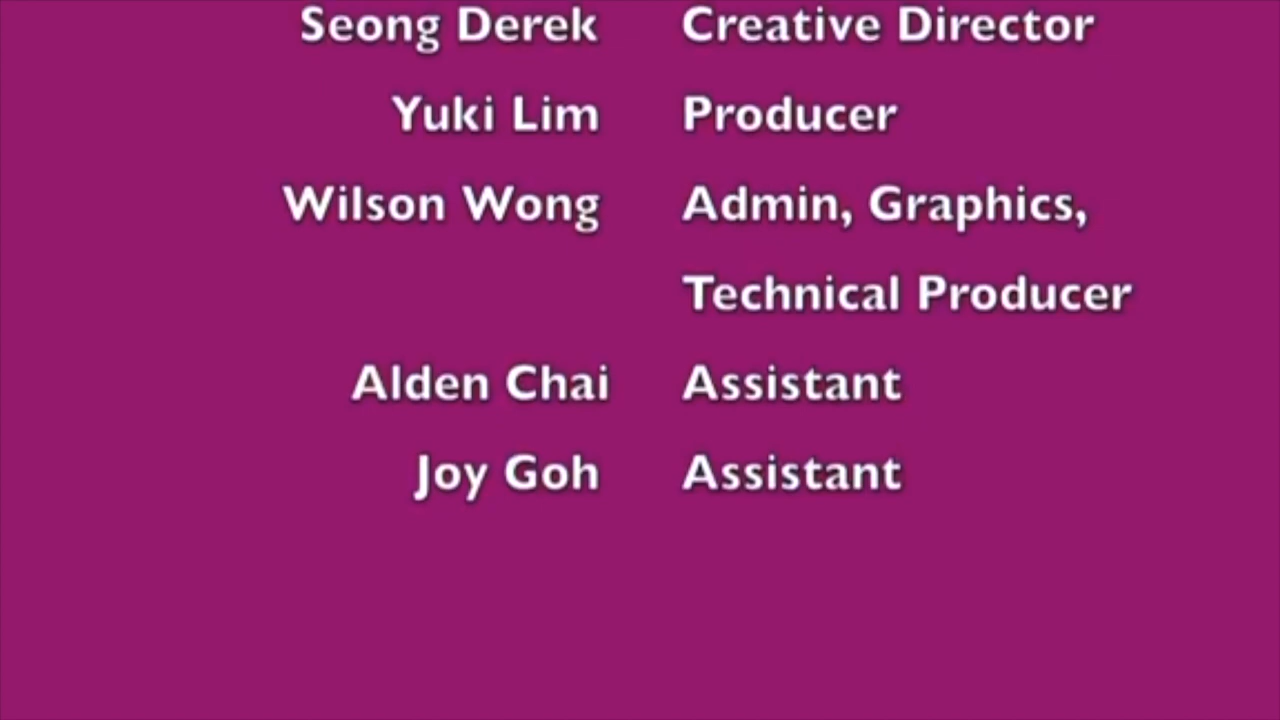 Seong Derek Creative Director
Yuki Lim Producer
Wilson Wong Admin, Graphics,
Technical Producer
Alden Chai Assistant
Joy Goh Assistant